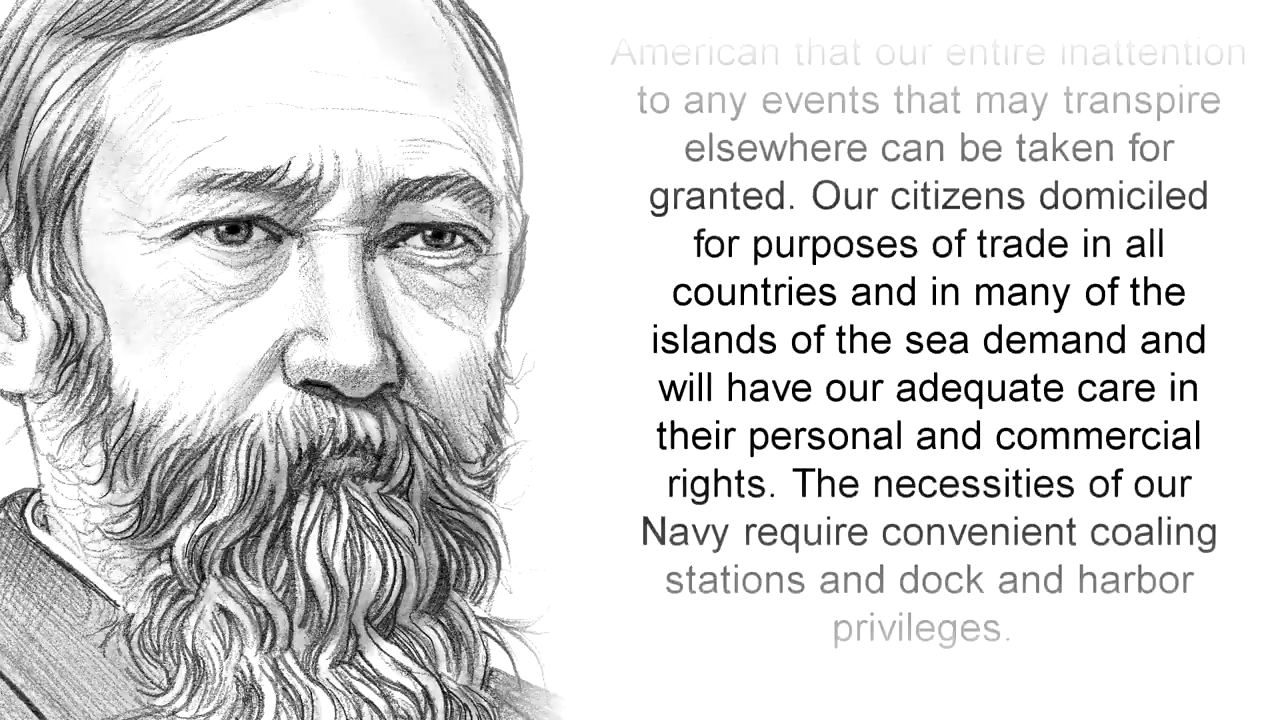 American that our entire inattention
to any events that may transpire
elsewhere can be taken for
granted. Our citizens domiciled
for purposes of trade in all
countries and in many of the
islands of the sea demand and
will have our adequate care in
their personal and commercial
rights. The necessities of our
Navy require convenient coaling
stations and dock and harbor
privileges.